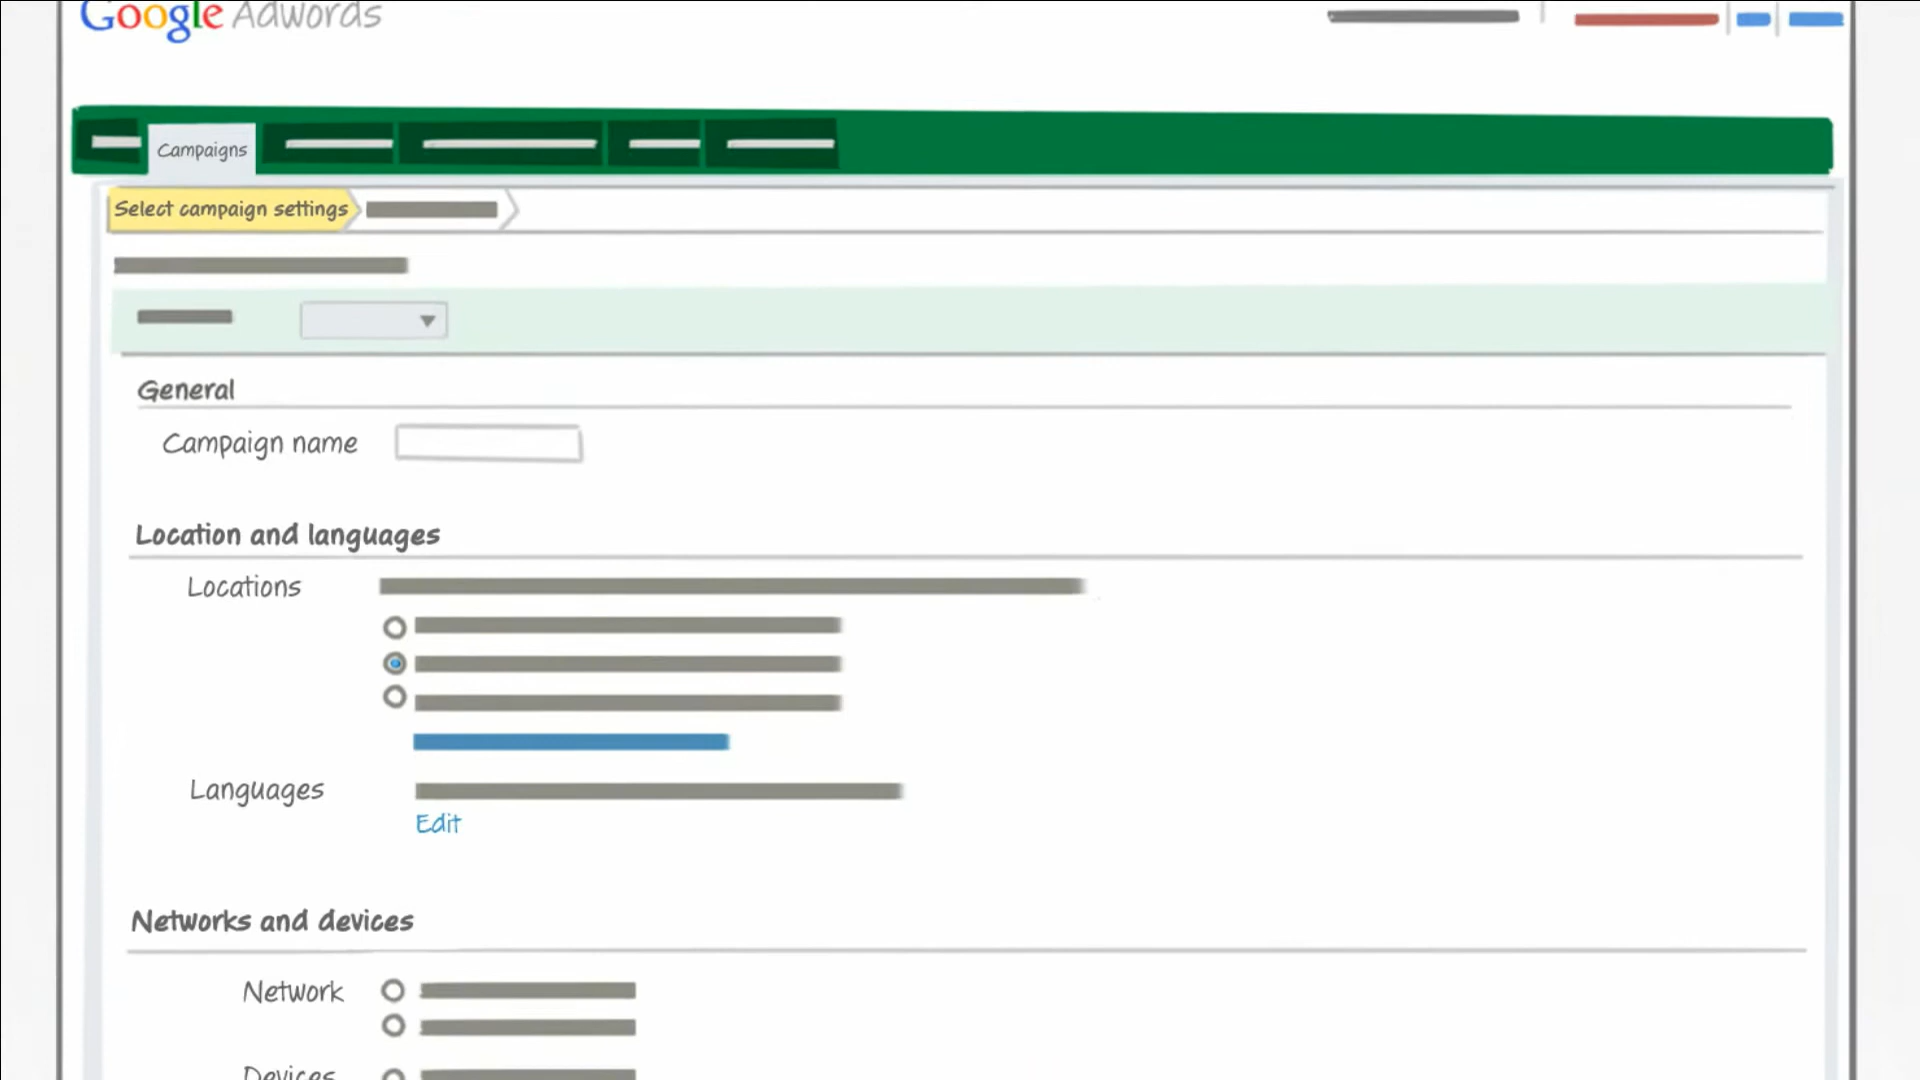 Google Adwords
Campaigns
Select campaign settings
General
Campaign name
Location and languages
Locations
Languages
Edit
Networks and devices
Network
Devices